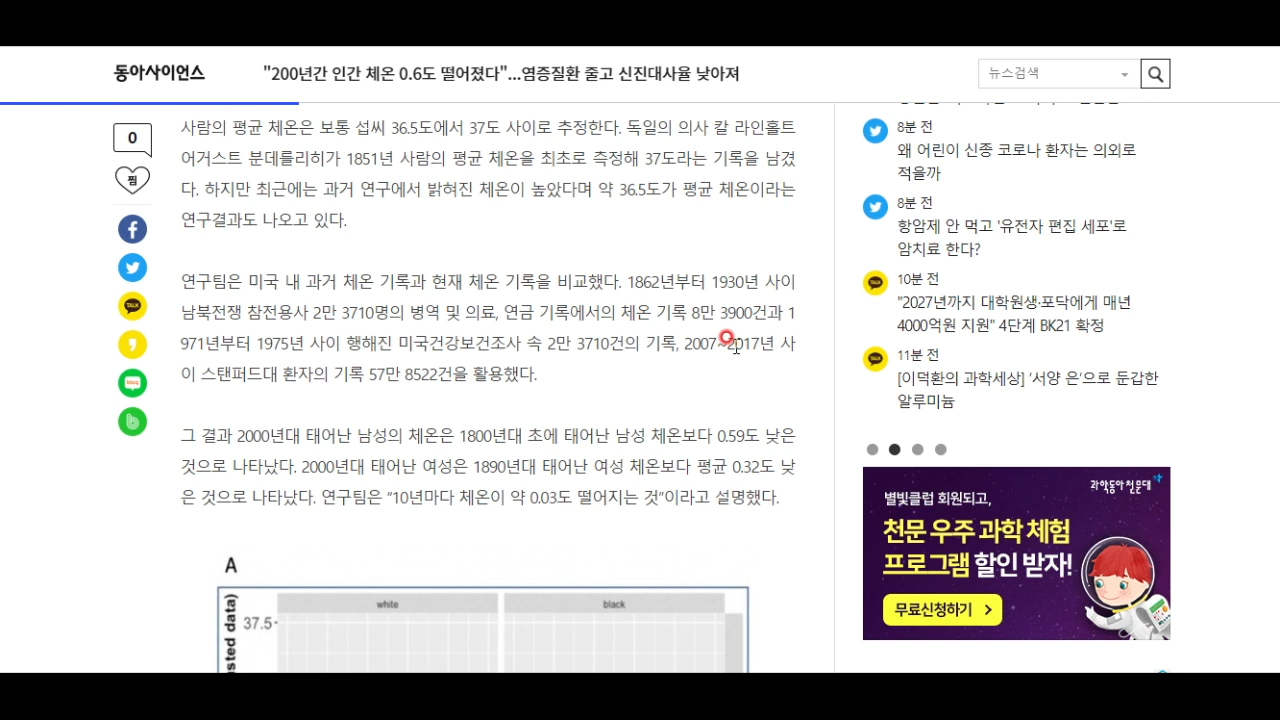 동아사이언스
"200년간 인간 체온 0.6도 떨어졌다"...염증질환 줄고 신진대사율 낮아져
뉴스검색
0
찜
사람의 평균 체온은 보통 섭씨 36.5도에서 37도 사이로 추정한다. 독일의 의사 칼 라인홀트
어거스트 분데를리히가 1851년 사람의 평균 체온을 최초로 측정해 37도라는 기록을 남겼
다. 하지만 최근에는 과거 연구에서 밝혀진 체온이 높았다며 약 36.5도가 평균 체온이라는
연구결과도 나오고 있다.
연구팀은 미국 내 과거 체온 기록과 현재 체온 기록을 비교했다. 1862년부터 1930년 사이
남북전쟁 참전용사 2만 3710명의 병역 및 의료, 연금 기록에서의 체온 기록 8만 3900건과 1
971년부터 1975년 사이 행해진 미국건강보건조사 속 2만 3710건의 기록, 2007~2017년 사
이 스탠퍼드대 환자의 기록 57만 8522건을 활용했다.
그 결과 2000년대 태어난 남성의 체온은 1800년대 초에 태어난 남성 체온보다 0.59도 낮은
것으로 나타났다. 2000년대 태어난 여성은 1890년대 태어난 여성 체온보다 평균 0.32도 낮
은 것으로 나타났다. 연구팀은 “10년마다 체온이 약 0.03도 떨어지는 것”이라고 설명했다.
A
white
black
37.5
sted data)
TALK
blog
8분 전
왜 어린이 신종 코로나 환자는 의외로
적을까
8분 전
항암제 안 먹고 '유전자 편집 세포'로
암치료 한다?
TALK
10분 전
"2027년까지 대학원생·포닥에게 매년
4000억원 지원" 4단계 BK21 확정
TALK
11분 전
[이덕환의 과학세상] ‘서양 은’으로 둔갑한
알루미늄
과학동아천문대
별빛클럽 회원되고,
천문 우주 과학 체험
프로그램 할인 받자!
무료신청하기